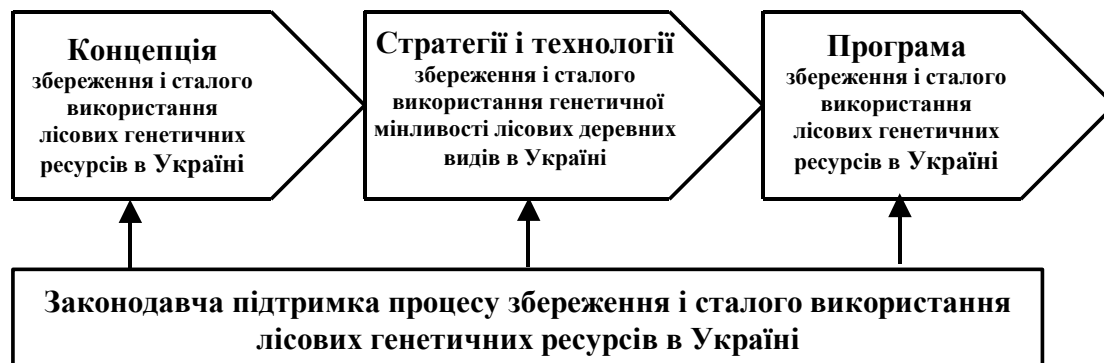 Концепція
збереження і сталого
використання
лісових генетичних
ресурсів в Україні
Стратегії і технології
збереження і сталого
використання генетичної
мінливості лісових деревних
видів в Україні
Програма
збереження і сталого
використання
лісових генетичних
ресурсів в Україні
Законодавча підтримка процесу збереження і сталого використання
лісових генетичних ресурсів в Україні